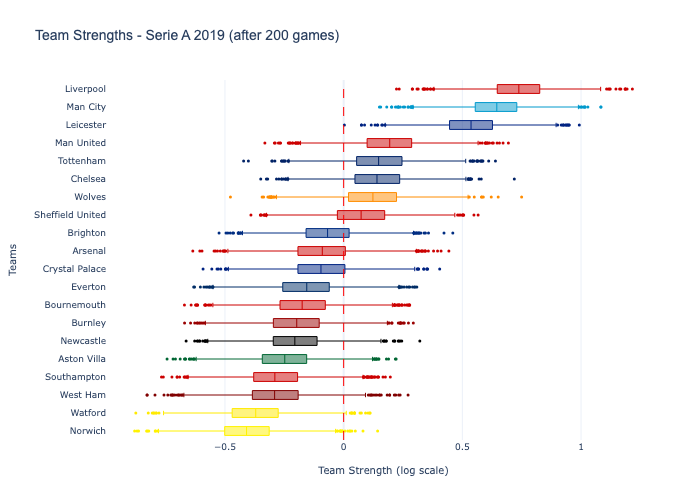 Team Strengths - Serie A 2019 (after 200 games)
Liverpool
Man City
Leicester
Man United
Tottenham
Chelsea
Wolves
Sheffield United
Brighton
Arsenal
Crystal Palace
Everton
Bournemouth
Burnley
Newcastle
Aston Villa
Southampton
West Ham
Watford
Norwich
Teams
−0.5 0 0.5 1
Team Strength (log scale)